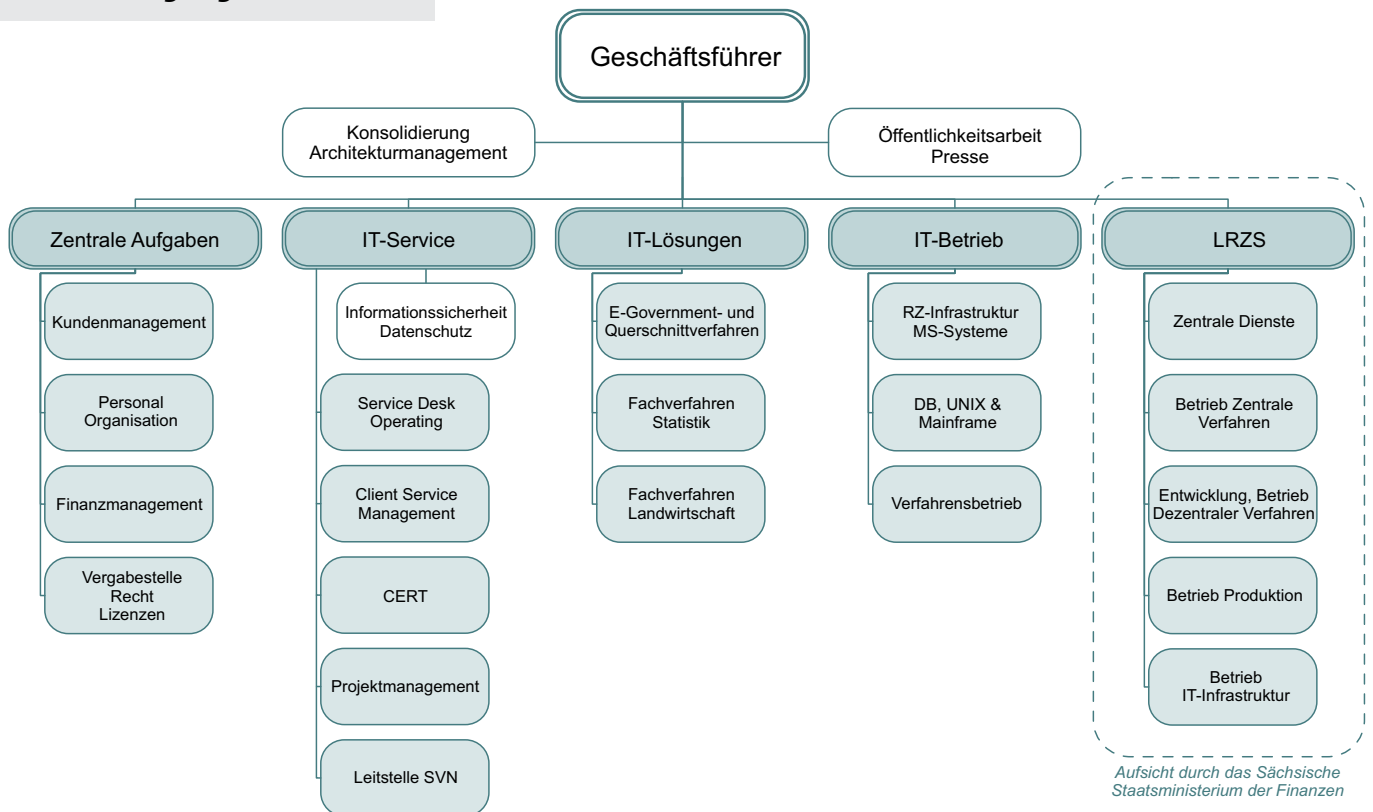 Geschäftsführer
Konsolidierung
Architekturmanagement
Öffentlichkeitsarbeit
Presse
Zentrale Aufgaben
Kundenmanagement
Personal
Organisation
Finanzmanagement
Vergabestelle
Recht
Lizenzen
IT-Service
Informationssicherheit
Datenschutz
Service Desk
Operating
Client Service
Management
CERT
Projektmanagement
Leitstelle SVN
IT-Lösungen
E-Government- und
Querschnittverfahren
Fachverfahren
Statistik
Fachverfahren
Landwirtschaft
IT-Betrieb
RZ-Infrastruktur
MS-Systeme
DB, UNIX &
Mainframe
Verfahrensbetrieb
LRZS
Zentrale Dienste
Betrieb Zentrale
Verfahren
Entwicklung, Betrieb
Dezentraler Verfahren
Betrieb Produktion
Betrieb
IT-Infrastruktur
Aufsicht durch das Sächsische
Staatsministerium der Finanzen